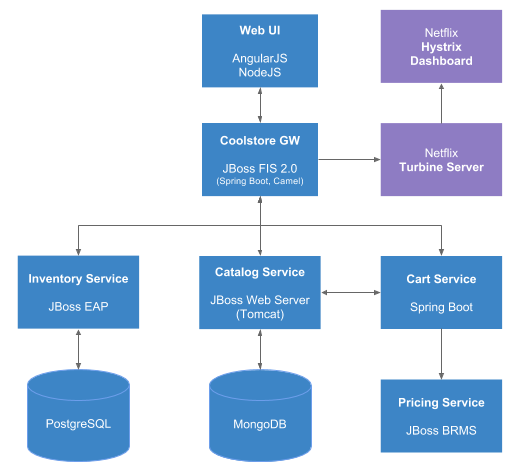 Web UI
AngularJS
NodeJS
Netflix
Hystrix
Dashboard
Coolstore GW
JBoss FIS 2.0
(Spring Boot, Camel)
Netflix
Turbine Server
Inventory Service
JBoss EAP
Catalog Service
JBoss Web Server
(Tomcat)
Cart Service
Spring Boot
PostgreSQL
MongoDB
Pricing Service
JBoss BRMS